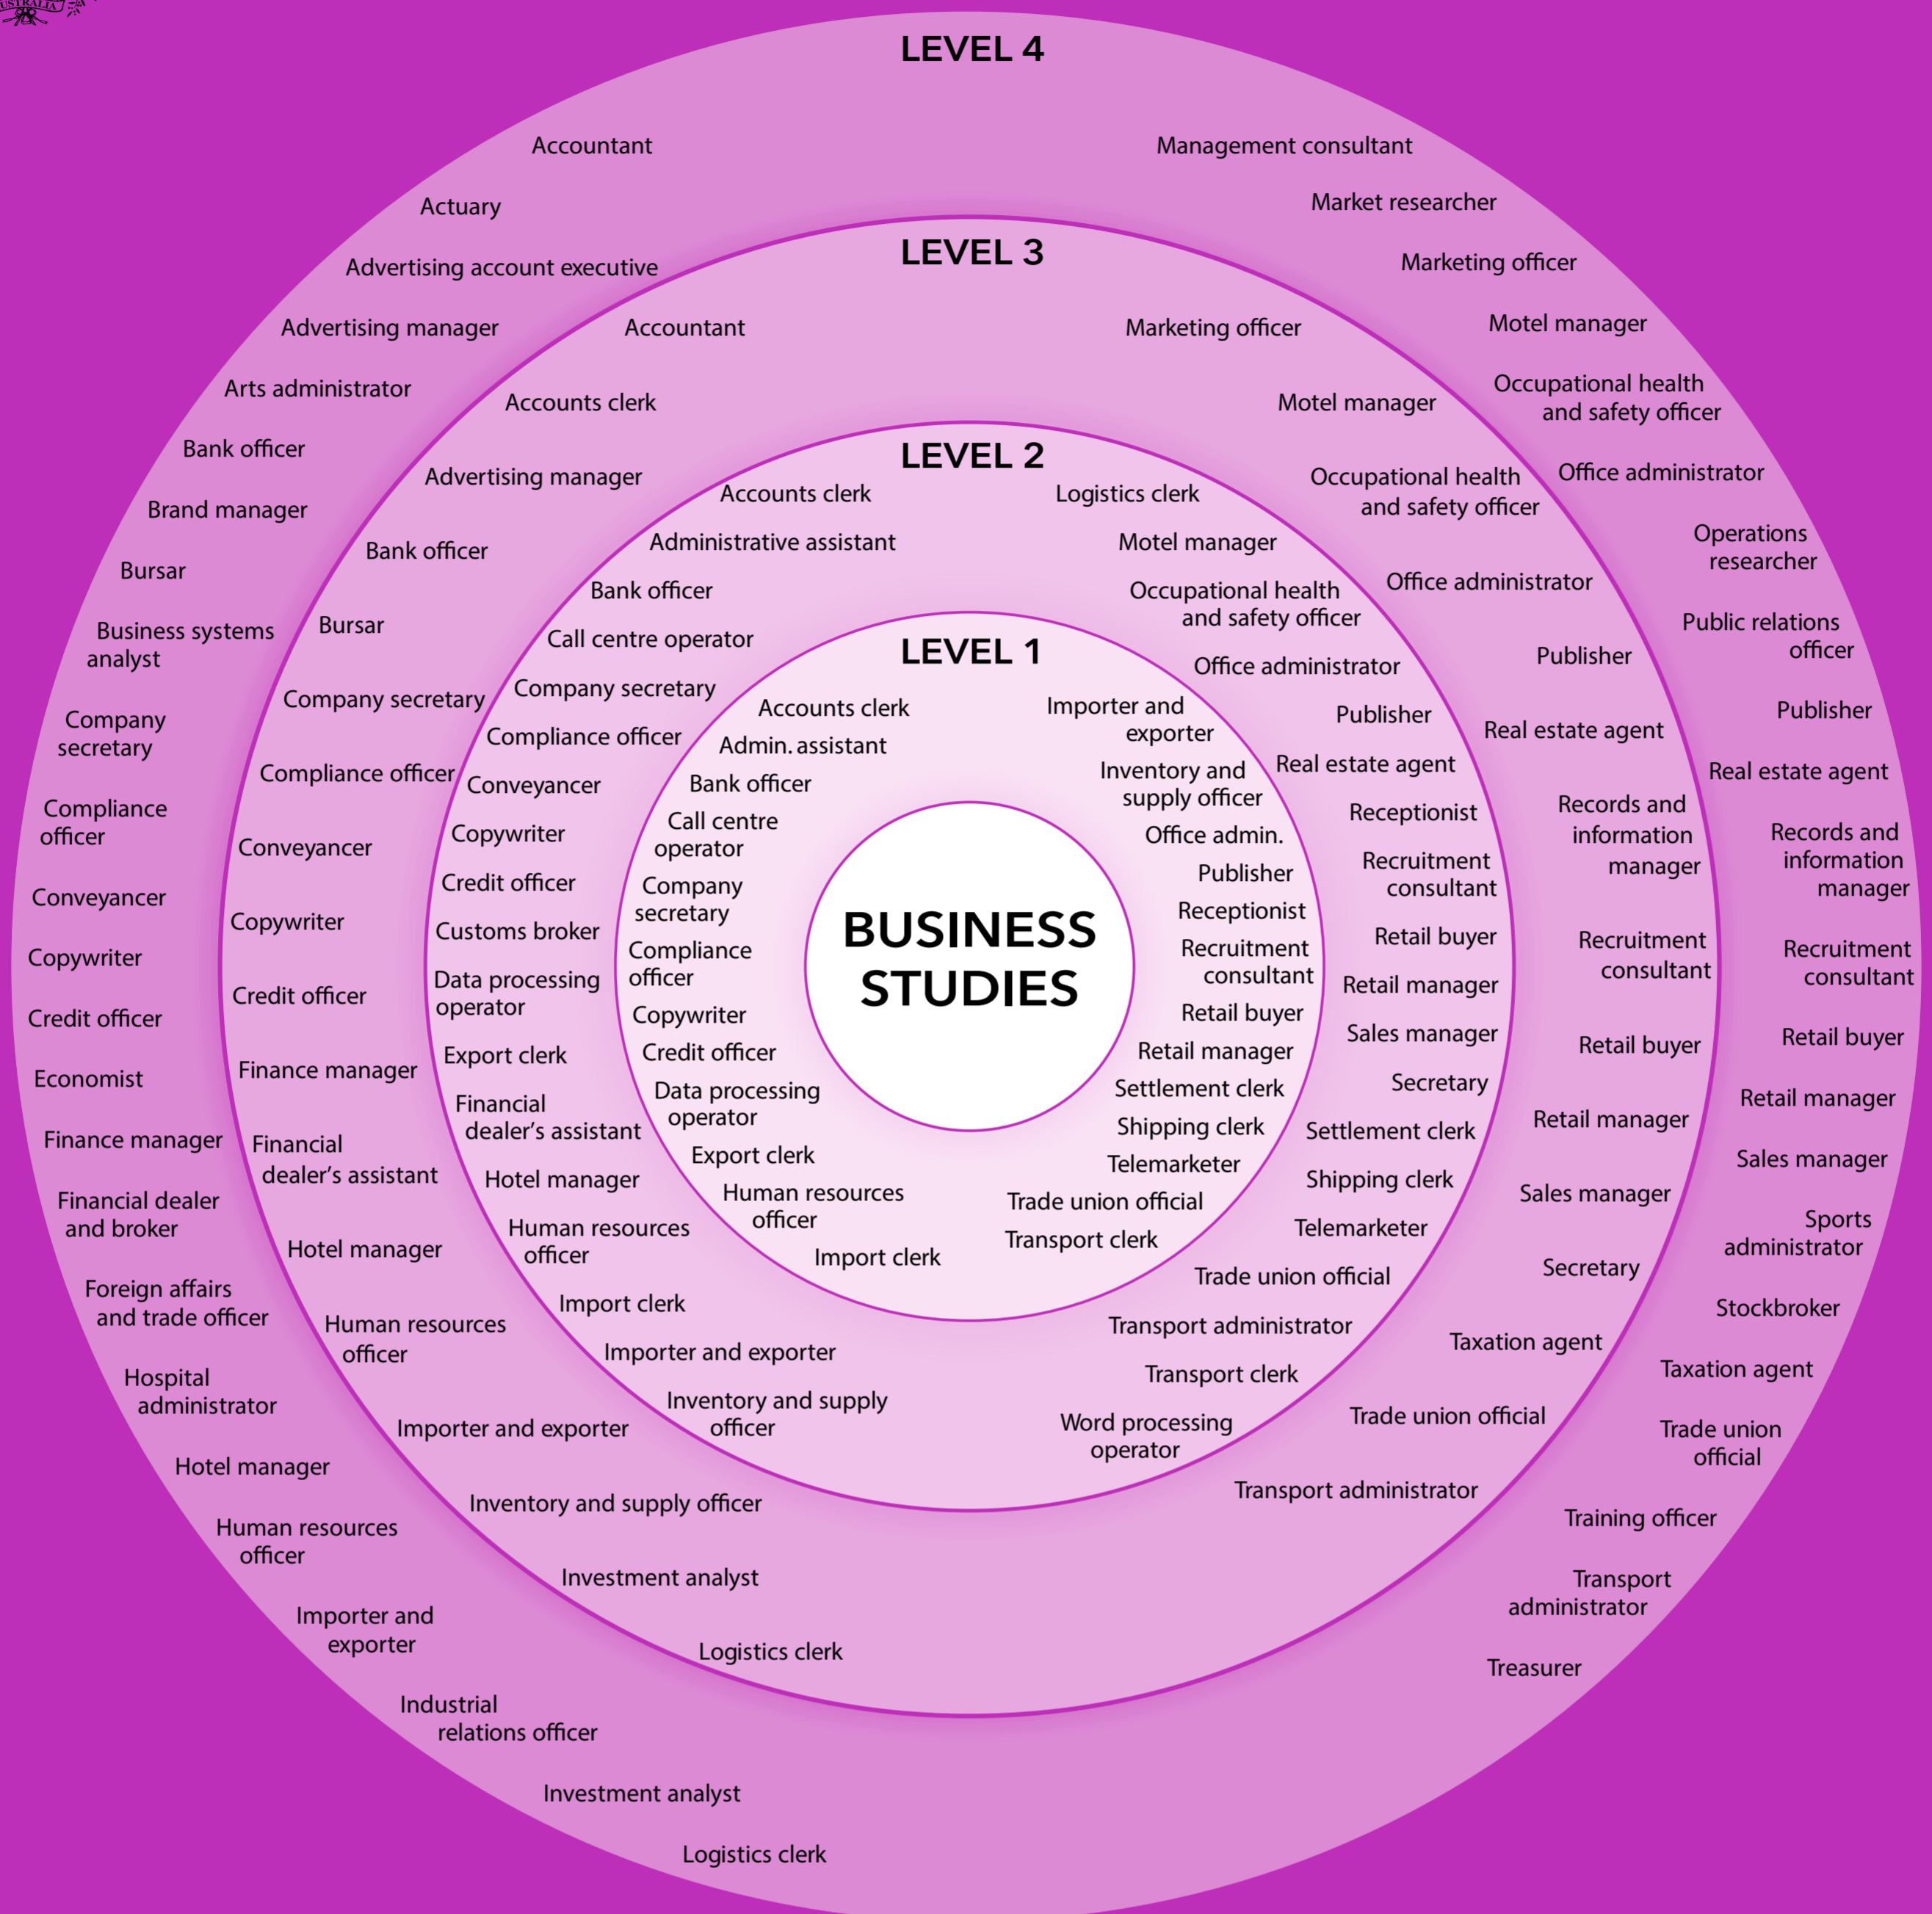 USTRALIA
LEVEL 4
Accountant
Actuary
Advertising account executive
Advertising manager
Arts administrator
Bank officer
Brand manager
Bursar
Business systems
analyst
Company
secretary
Compliance
officer
Conveyancer
Copywriter
Credit officer
Economist
Finance manager
Financial dealer
and broker
Foreign affairs
and trade officer
Hospital
administrator
Hotel manager
Human resources
officer
Importer and
exporter
Industrial
relations officer
Investment analyst
Logistics clerk
Management consultant
Market researcher
Marketing officer
Motel manager
Occupational health
and safety officer
Office administrator
Operations
researcher
Public relations
officer
Publisher
Real estate agent
Records and
information
manager
Recruitment
consultant
Retail buyer
Retail manager
Sales manager
Sports
administrator
Stockbroker
Taxation agent
Trade union
official
Training officer
Transport
administrator
Treasurer
LEVEL 3
Accountant
Accounts clerk
Advertising manager
Bank officer
Bursar
Company secretary
Compliance officer
Conveyancer
Copywriter
Credit officer
Finance manager
Financial
dealer's assistant
Hotel manager
Human resources
officer
Importer and exporter
Inventory and supply officer
Investment analyst
Logistics clerk
Marketing officer
Motel manager
Occupational health
and safety officer
Office administrator
Publisher
Real estate agent
Records and
information
manager
Recruitment
consultant
Retail buyer
Retail manager
Sales manager
Secretary
Taxation agent
Trade union official
Transport administrator
LEVEL 2
Accounts clerk
Administrative assistant
Bank officer
Call centre operator
Company secretary
Compliance officer
Conveyancer
Copywriter
Credit officer
Customs broker
Data processing
operator
Export clerk
Financial
dealer's assistant
Hotel manager
Human resources
officer
Import clerk
Importer and exporter
Inventory and supply
officer
Logistics clerk
Motel manager
Occupational health
and safety officer
Office administrator
Publisher
Real estate agent
Receptionist
Recruitment
consultant
Retail buyer
Retail manager
Sales manager
Secretary
Settlement clerk
Shipping clerk
Telemarketer
Trade union official
Transport administrator
Transport clerk
Word processing
operator
LEVEL 1
Accounts clerk
Admin. assistant
Bank officer
Call centre
operator
Company
secretary
Compliance
officer
Copywriter
Credit officer
Data processing
operator
Export clerk
Human resources
officer
Import clerk
Importer and
exporter
Inventory and
supply officer
Office admin.
Publisher
Receptionist
Recruitment
consultant
Retail buyer
Retail manager
Settlement clerk
Shipping clerk
Telemarketer
Trade union official
Transport clerk
BUSINESS
STUDIES